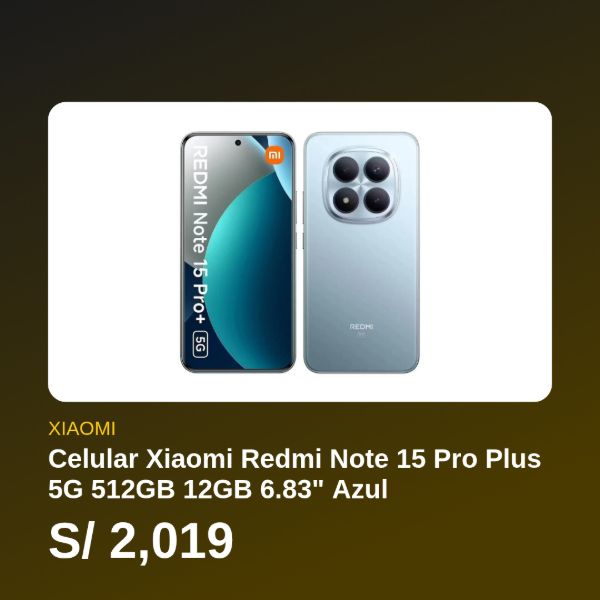 REDMI Note 15 Pro+ 5G
mi
REDMI
XIAOMI
Celular Xiaomi Redmi Note 15 Pro Plus
5G 512GB 12GB 6.83" Azul
S/ 2,019